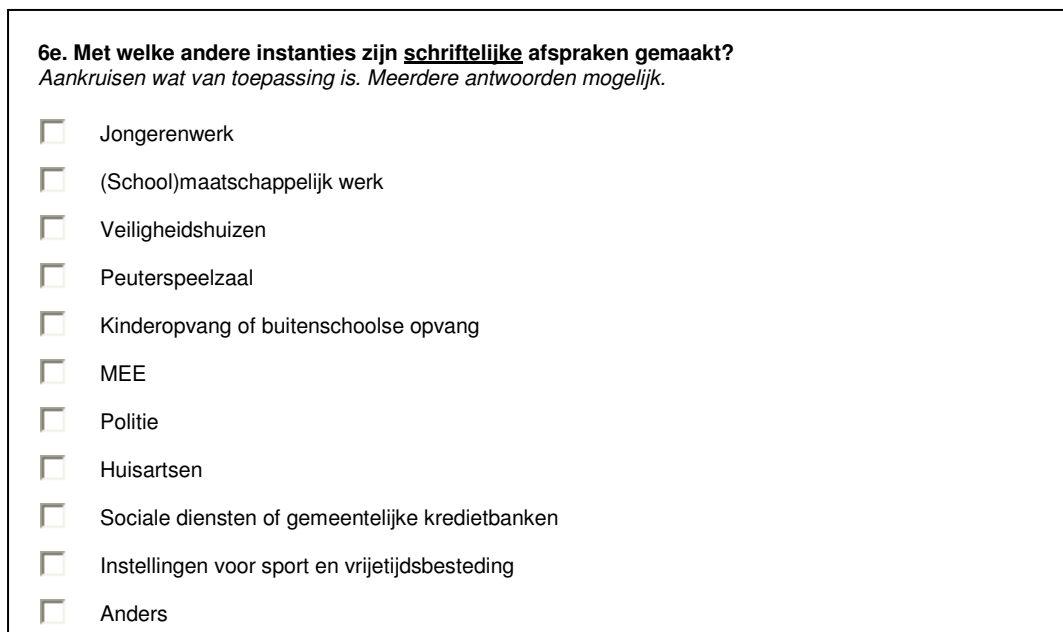 6e. Met welke andere instanties zijn schriftelijke afspraken gemaakt?
Aankruisen wat van toepassing is. Meerdere antwoorden mogelijk.
Jongerenwerk
(School)maatschappelijk werk
Veiligheidshuizen
Peuterspeelzaal
Kinderopvang of buitenschoolse opvang
MEE
Politie
Huisartsen
Sociale diensten of gemeentelijke kredietbanken
Instellingen voor sport en vrijetijdsbesteding
Anders